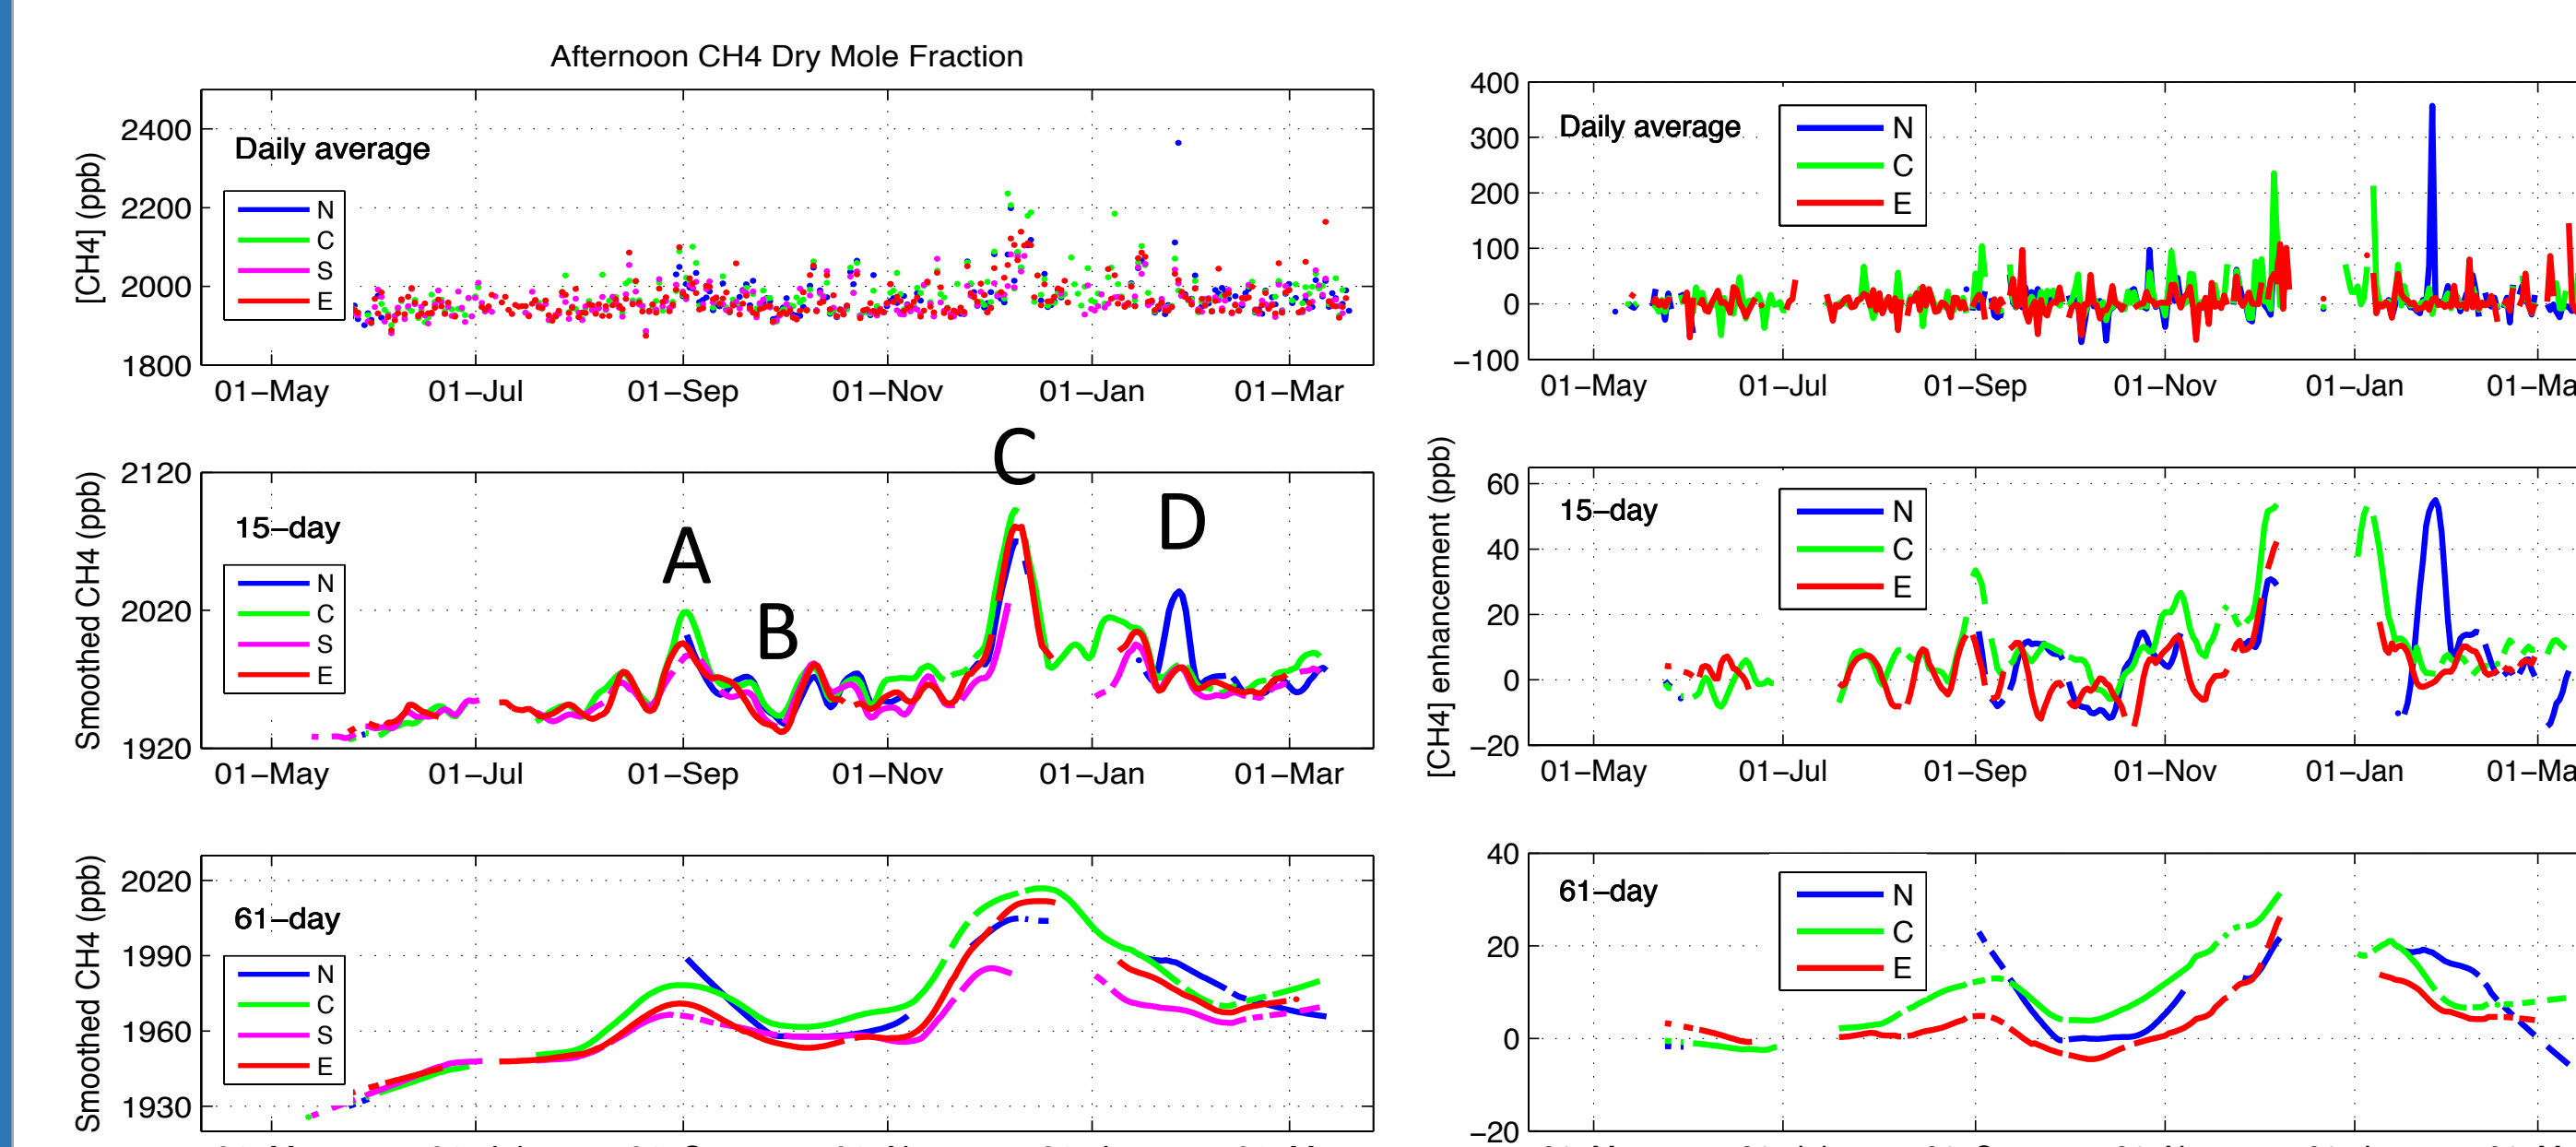 Afternoon CH4 Dry Mole Fraction
[CH4] (ppb)
2400
2200
2000
1800
Daily average
N
C
S
E
01–May 01–Jul 01–Sep 01–Nov 01–Jan 01–Mar
Smoothed CH4 (ppb)
2120
2020
1920
15–day
N
C
S
E
A
B
C
D
01–May 01–Jul 01–Sep 01–Nov 01–Jan 01–Mar
Smoothed CH4 (ppb)
2020
1990
1960
1930
61–day
N
C
S
E
400
300
200
100
0
–100
Daily average
N
C
E
01–May 01–Jul 01–Sep 01–Nov 01–Jan 01–Ma
[CH4] enhancement (ppb)
60
40
20
0
–20
15–day
N
C
E
01–May 01–Jul 01–Sep 01–Nov 01–Jan 01–Ma
40
20
0
–20
61–day
N
C
E